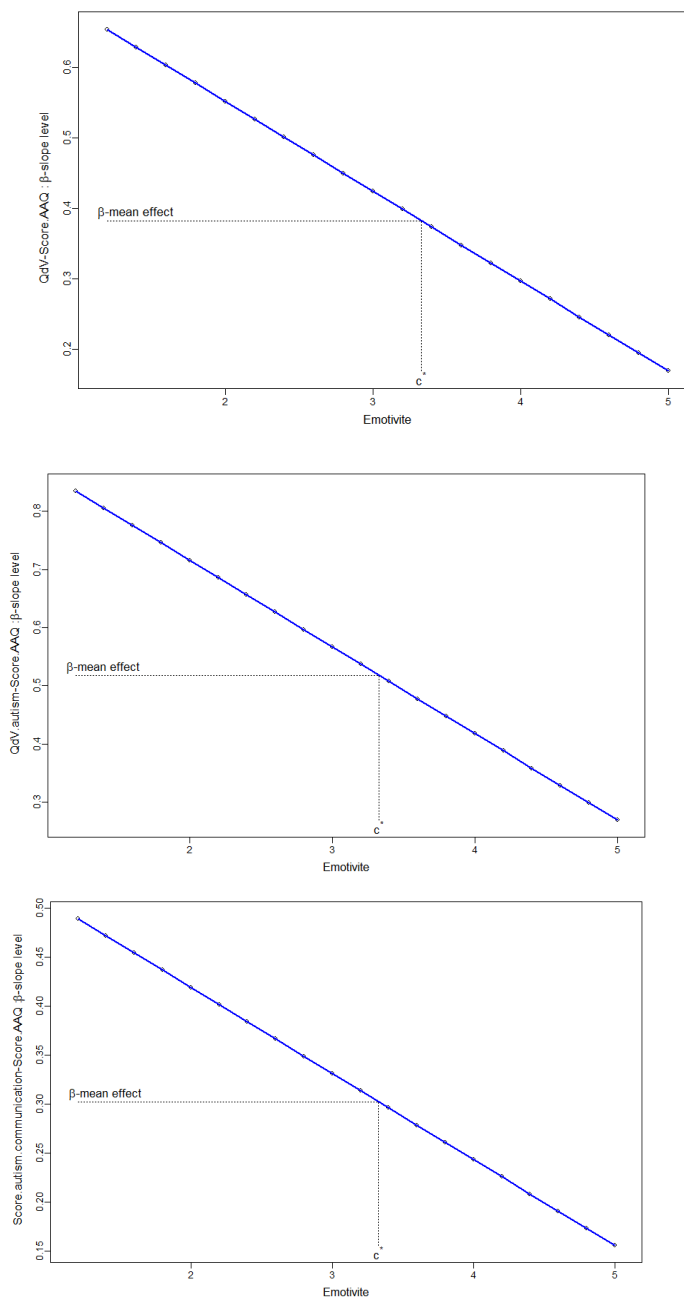 QdV-Score.AAQ : β-slope level
0.6
0.5
0.4
0.3
0.2
β-mean effect
c*
2 3 4 5
Emotivite
QdV.autism-Score.AAQ :β-slope level
0.8
0.7
0.6
0.5
0.4
0.3
β-mean effect
c*
2 3 4 5
Emotivite
Score.autism.communication-Score.AAQ :β-slope level
0.50
0.45
0.40
0.35
0.30
0.25
0.20
0.15
β-mean effect
c*
2 3 4 5
Emotivite